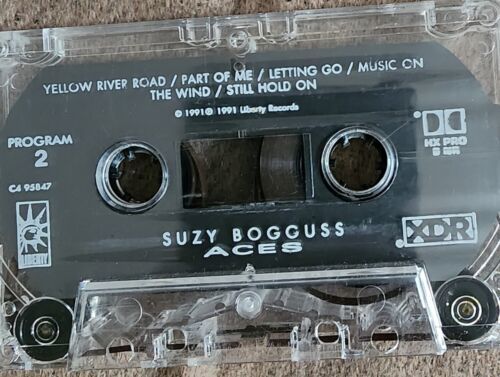 YELLOW RIVER ROAD / PART OF ME / LETTING GO / MUSIC ON
THE WIND / STILL HOLD ON
℗ 1991 © 1991 Liberty Records
PROGRAM
2
C4 95847
LIBERTY
HX PRO
B
SUZY BOGGUSS
ACES
XDR